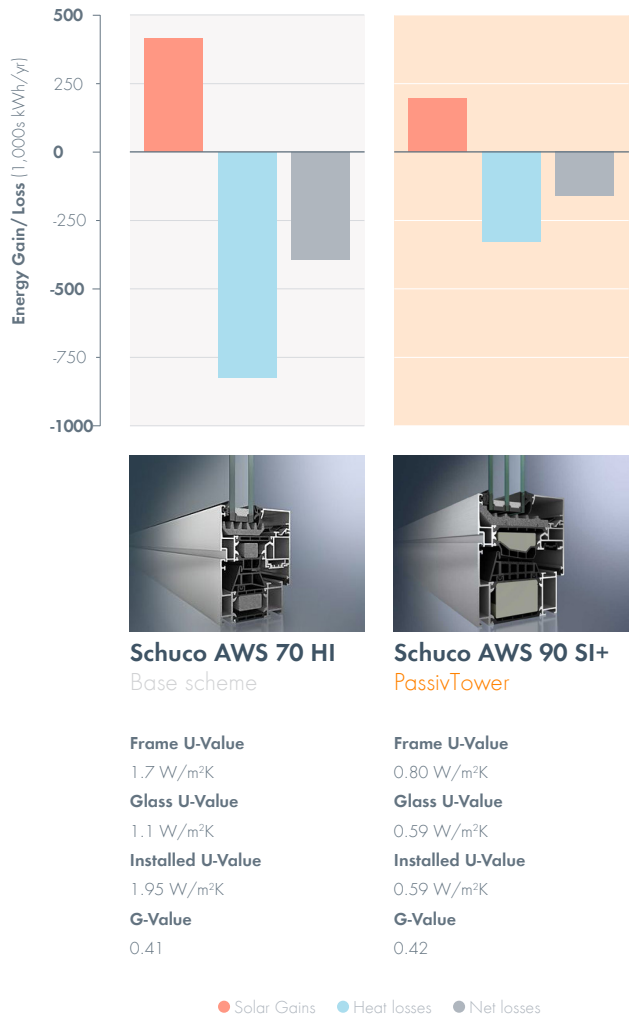 Energy Gain/Loss (1,000s kWh/yr)
500
250
0
-250
-500
-750
-1000
Schuco AWS 70 HI
Base scheme
Frame U-Value
1.7 W/m²K
Glass U-Value
1.1 W/m²K
Installed U-Value
1.95 W/m²K
G-Value
0.41
Schuco AWS 90 SI+
PassivTower
Frame U-Value
0.80 W/m²K
Glass U-Value
0.59 W/m²K
Installed U-Value
0.59 W/m²K
G-Value
0.42
Solar Gains
Heat losses
Net losses